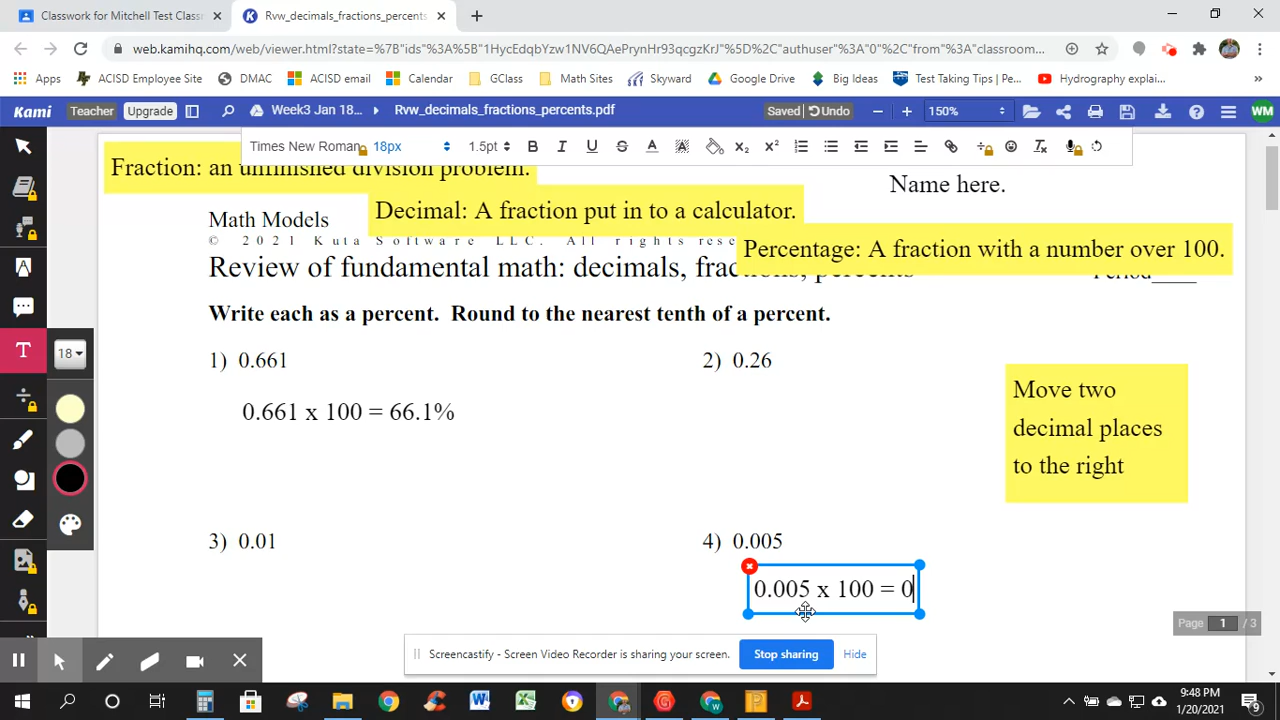 Classwork for Mitchell Test Classr
Rvw_decimals_fractions_percents
web.kamihq.com/web/viewer.html?state=%7B"ids"%3A%5B"1HycEdqbYzw1NV6QAePrynHr93qcgzKrJ"%5D%2C"authuser"%3A"0"%2C"from"%3A"classroom...
Apps
ACISD Employee Site
DMAC
ACISD email
Calendar
GClass
Math Sites
Skyward
Google Drive
Big Ideas
Test Taking Tips | Pe...
Hydrography explai...
»
Kami
Teacher
Upgrade
Week3 Jan 18...
Rvw_decimals_fractions_percents.pdf
Saved
Undo
150%
WM
Times New Roman
18px
1.5pt
Fraction: an unfinished division problem.
Name here.
Math Models
Decimal: A fraction put in to a calculator.
© 2021 Kuta Software LLC. All rights rese
Percentage: A fraction with a number over 100.
Review of fundamental math: decimals, fractions, percents
Period____
Write each as a percent. Round to the nearest tenth of a percent.
18
1) 0.661
2) 0.26
0.661 x 100 = 66.1%
Move two
decimal places
to the right
3) 0.01
4) 0.005
0.005 x 100 = 0
Page 1 / 3
Screencastify - Screen Video Recorder is sharing your screen.
Stop sharing
Hide
9:48 PM
1/20/2021
9